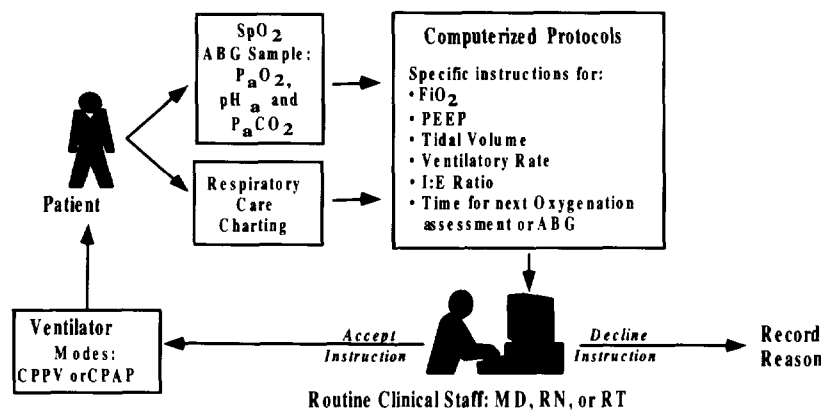 SpO2
ABG Sample:
PaO2,
pHa and
PaCO2
Respiratory
Care
Charting
Computerized Protocols
Specific instructions for:
• FiO2
• PEEP
• Tidal Volume
• Ventilatory Rate
• I:E Ratio
• Time for next Oxygenation
assessment or ABG
Patient
Ventilator
Modes:
CPPV orCPAP
Accept
Instruction
Decline
Instruction
Record
Reason
Routine Clinical Staff: MD, RN, or RT